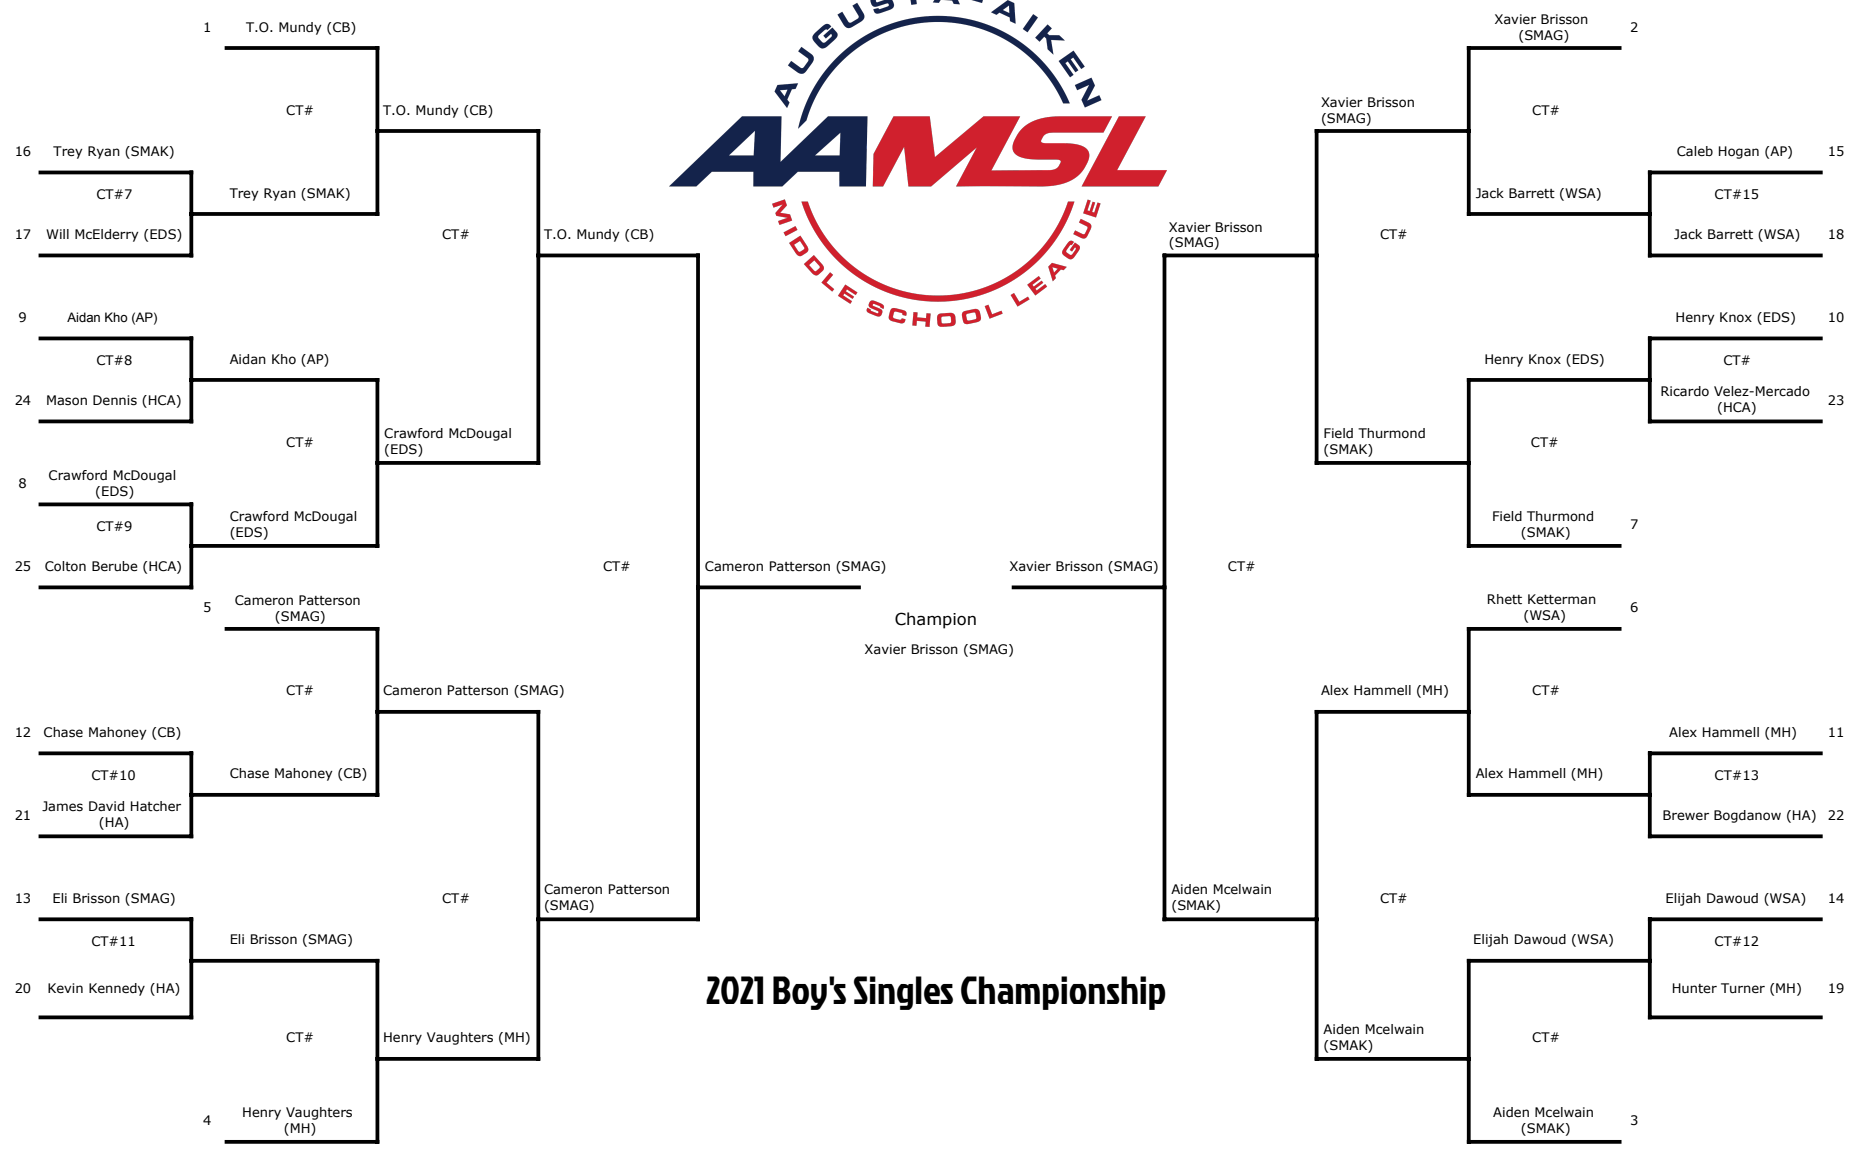 AUGUSTA-AIKEN
AAMSL
MIDDLE SCHOOL LEAGUE
1
T.O. Mundy (CB)
CT#
T.O. Mundy (CB)
16
Trey Ryan (SMAK)
CT#7
Trey Ryan (SMAK)
17
Will McElderry (EDS)
CT#
T.O. Mundy (CB)
9
Aidan Kho (AP)
CT#8
Aidan Kho (AP)
24
Mason Dennis (HCA)
CT#
Crawford McDougal
(EDS)
8
Crawford McDougal
(EDS)
CT#9
Crawford McDougal
(EDS)
25
Colton Berube (HCA)
CT#
Cameron Patterson (SMAG)
5
Cameron Patterson
(SMAG)
CT#
Cameron Patterson (SMAG)
12
Chase Mahoney (CB)
CT#10
Chase Mahoney (CB)
21
James David Hatcher
(HA)
13
Eli Brisson (SMAG)
CT#
Cameron Patterson
(SMAG)
CT#11
Eli Brisson (SMAG)
20
Kevin Kennedy (HA)
CT#
Henry Vaughters (MH)
4
Henry Vaughters
(MH)
Champion
Xavier Brisson (SMAG)
2021 Boy's Singles Championship
Xavier Brisson
(SMAG)
2
Xavier Brisson
(SMAG)
CT#
Caleb Hogan (AP)
15
Jack Barrett (WSA)
CT#15
Jack Barrett (WSA)
18
Xavier Brisson
(SMAG)
CT#
Henry Knox (EDS)
10
Henry Knox (EDS)
CT#
Ricardo Velez-Mercado
(HCA)
23
Field Thurmond
(SMAK)
CT#
Field Thurmond
(SMAK)
7
Xavier Brisson (SMAG)
CT#
Rhett Ketterman
(WSA)
6
Alex Hammell (MH)
CT#
Alex Hammell (MH)
11
Alex Hammell (MH)
CT#13
Brewer Bogdanow (HA)
22
Aiden Mcelwain
(SMAK)
CT#
Elijah Dawoud (WSA)
14
Elijah Dawoud (WSA)
CT#12
Hunter Turner (MH)
19
Aiden Mcelwain
(SMAK)
CT#
Aiden Mcelwain
(SMAK)
3